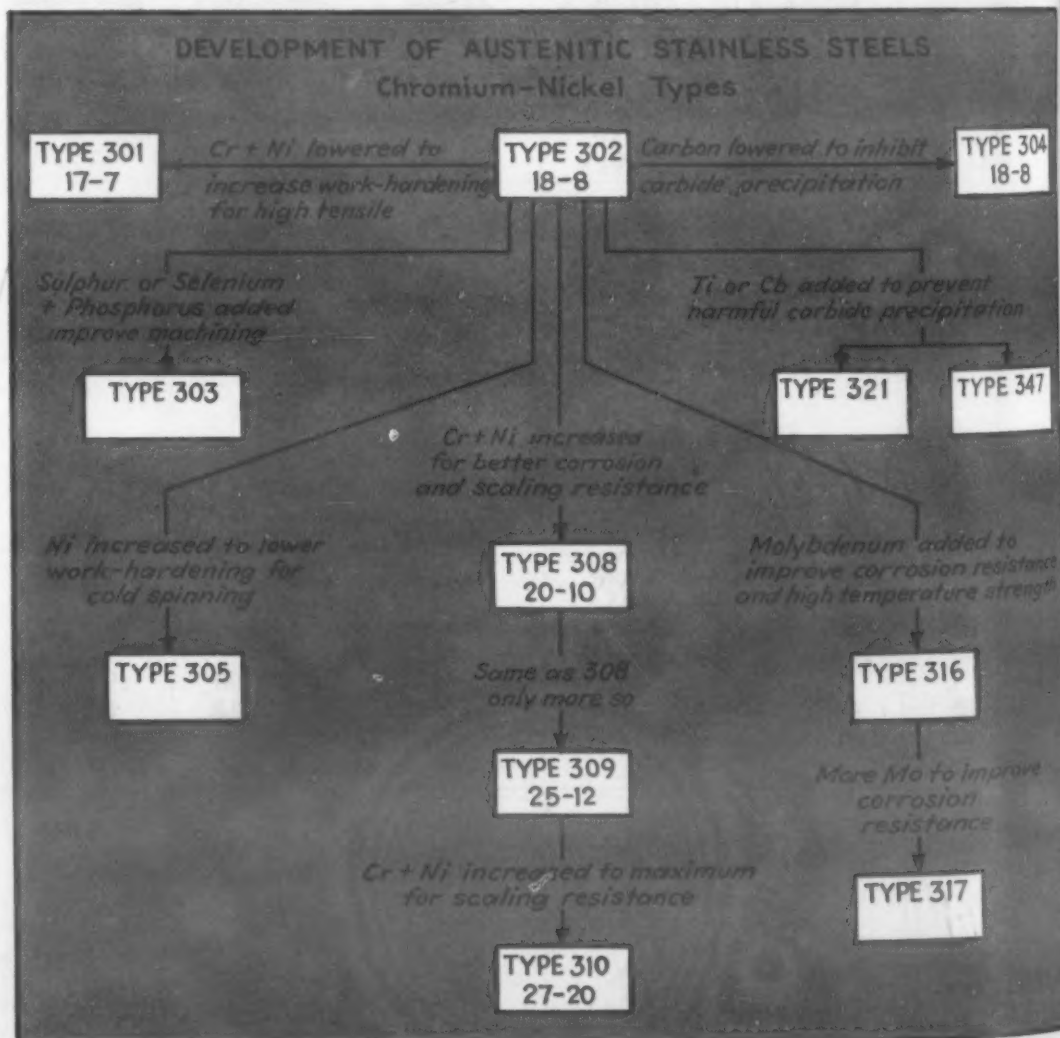 DEVELOPMENT OF AUSTENITIC STAINLESS STEELS
Chromium-Nickel Types
TYPE 301
17-7
Cr + Ni lowered to
increase work-hardening
for high tensile
TYPE 302
18-8
Carbon lowered to inhibit
carbide precipitation
TYPE 304
18-8
Sulphur or Selenium
+ Phosphorus added
improve machining
TYPE 303
Ti or Cb added to prevent
harmful carbide precipitation
TYPE 321
TYPE 347
Ni increased to lower
work-hardening for
cold spinning
TYPE 305
Cr + Ni increased
for better corrosion
and scaling resistance
TYPE 308
20-10
Same as 308
only more so
TYPE 309
25-12
Cr + Ni increased to maximum
for scaling resistance
TYPE 310
27-20
Molybdenum added to
improve corrosion resistance
and high temperature strength
TYPE 316
More Mo to improve
corrosion
resistance
TYPE 317